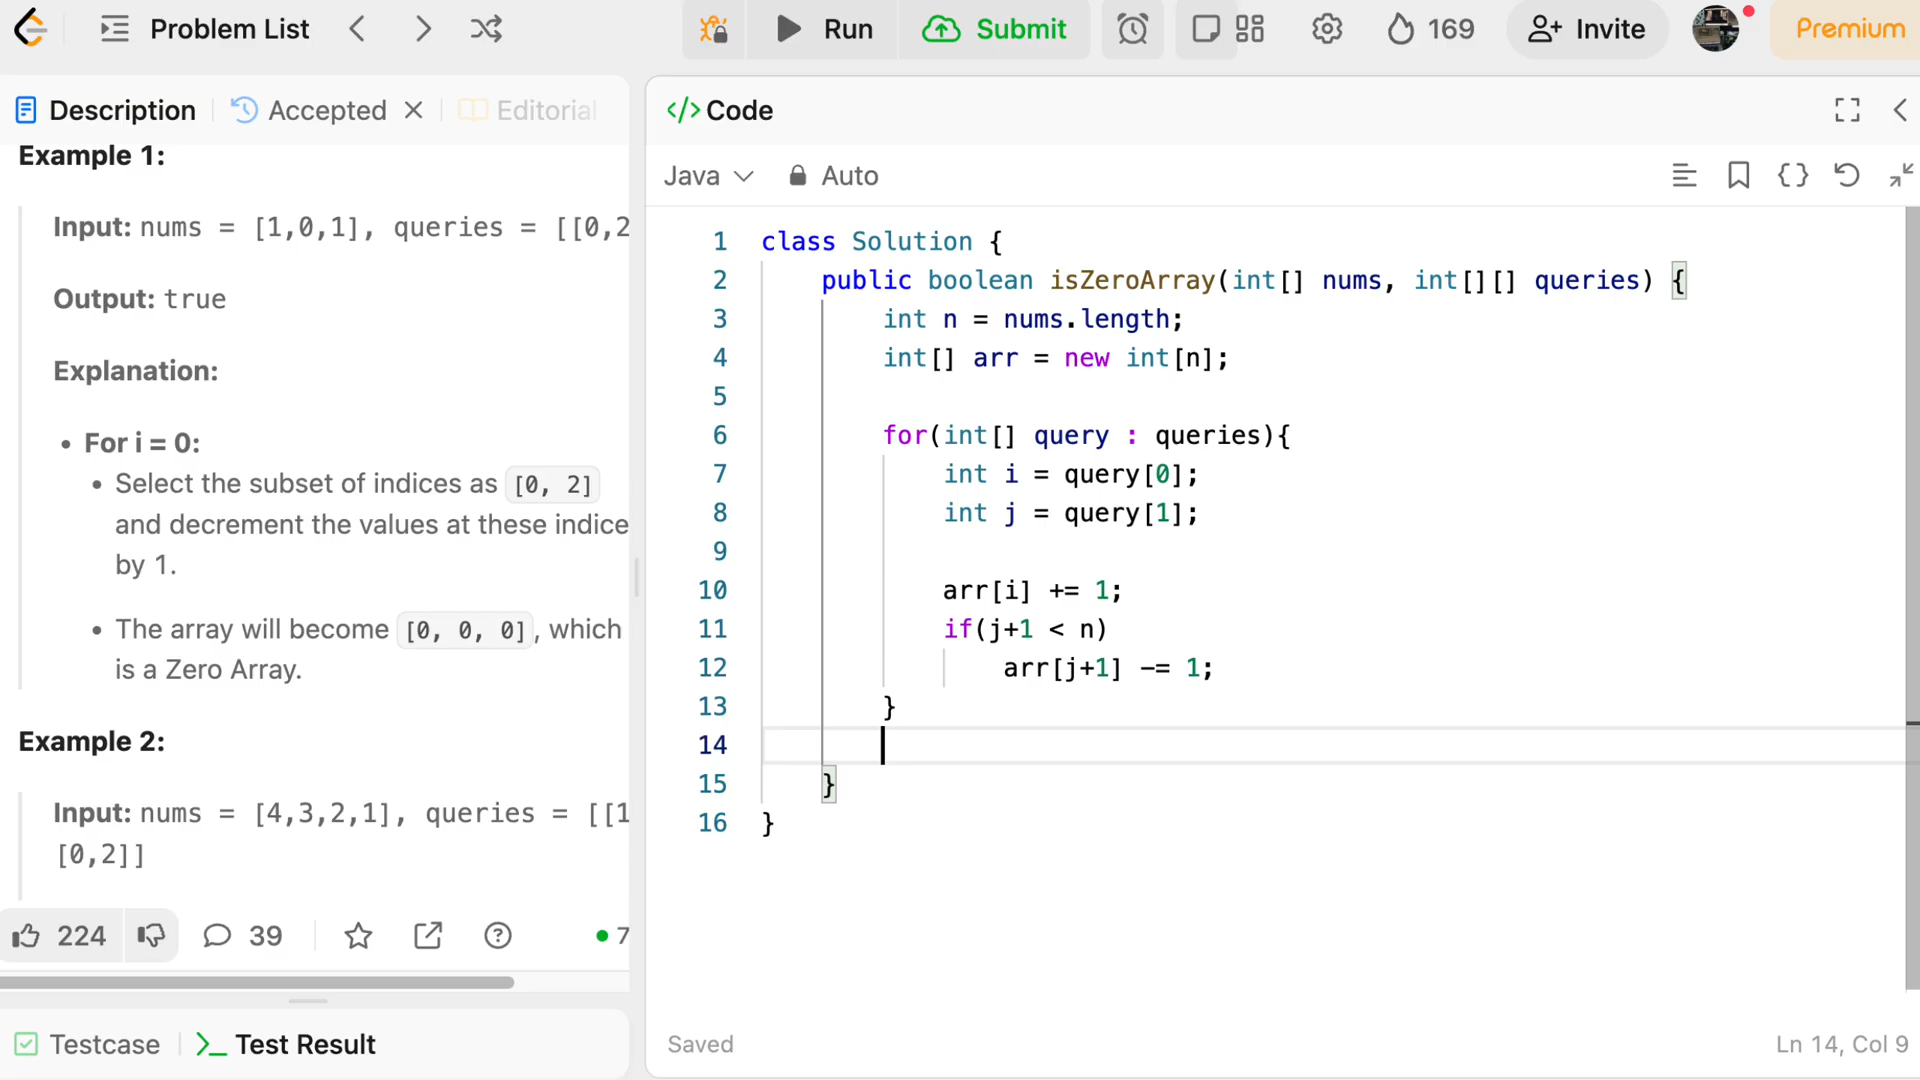 Problem List
Run
Submit
169
Invite
Premium
Description
Accepted
Editorial
Example 1:
Input: nums = [1,0,1], queries = [[0,2
Output: true
Explanation:
• For i = 0:
• Select the subset of indices as [0, 2]
and decrement the values at these indice
by 1.
• The array will become [0, 0, 0], which
is a Zero Array.
Example 2:
Input: nums = [4,3,2,1], queries = [[1
[0,2]]
224
39
7
Testcase
Test Result
</> Code
Java
Auto
1 class Solution {
2 public boolean isZeroArray(int[] nums, int[][] queries) {
3 int n = nums.length;
4 int[] arr = new int[n];
5
6 for(int[] query : queries){
7 int i = query[0];
8 int j = query[1];
9
10 arr[i] += 1;
11 if(j+1 < n)
12 arr[j+1] -= 1;
13 }
14
15 }
16 }
Saved
Ln 14, Col 9